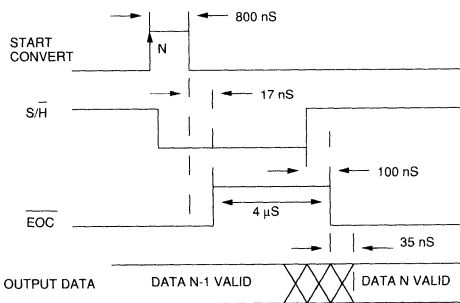 800 nS
START
CONVERT
N
S/H̅
17 nS
100 nS
E̅O̅C̅
4 µS
35 nS
OUTPUT DATA
DATA N-1 VALID
DATA N VALID